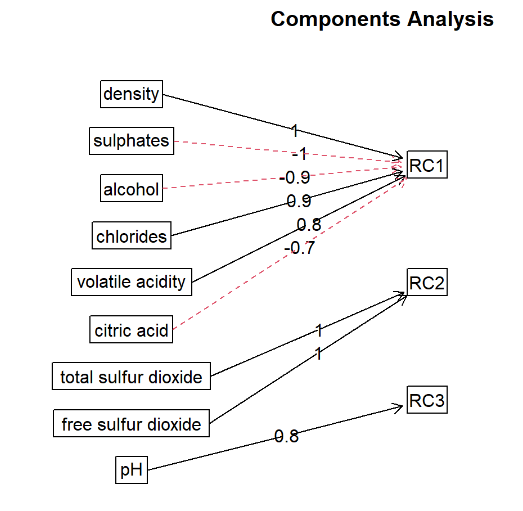 Components Analysis
density
1
sulphates
-1
RC1
alcohol
-0.9
0.9
chlorides
0.8
-0.7
volatile acidity
RC2
citric acid
1
total sulfur dioxide
1
RC3
free sulfur dioxide
0.8
pH